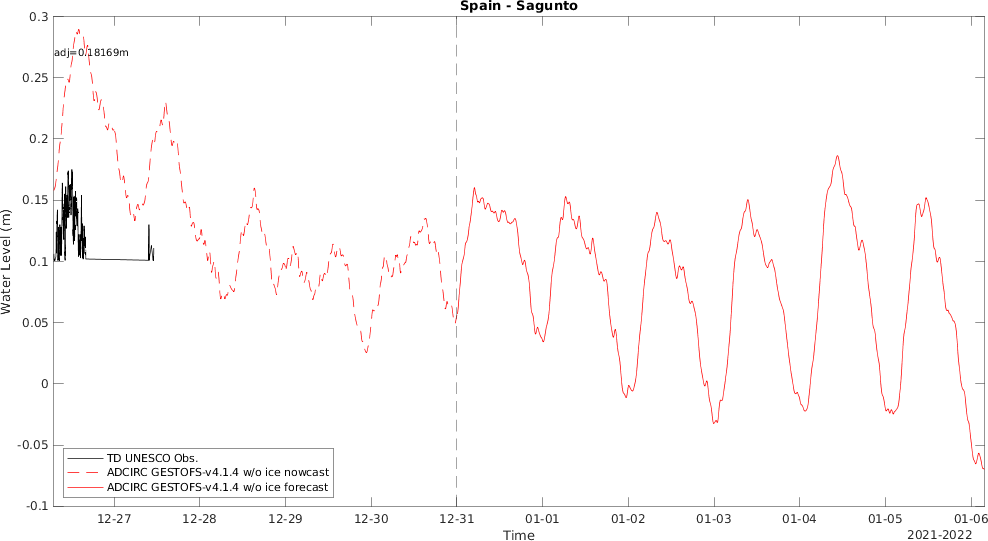 Spain - Sagunto
adj=0.18169m
Water Level (m)
0.3
0.25
0.2
0.15
0.1
0.05
0
-0.05
-0.1
TD UNESCO Obs.
ADCIRC GESTOFS-v4.1.4 w/o ice nowcast
ADCIRC GESTOFS-v4.1.4 w/o ice forecast
12-27 12-28 12-29 12-30 12-31 01-01 01-02 01-03 01-04 01-05 01-06
Time
2021-2022